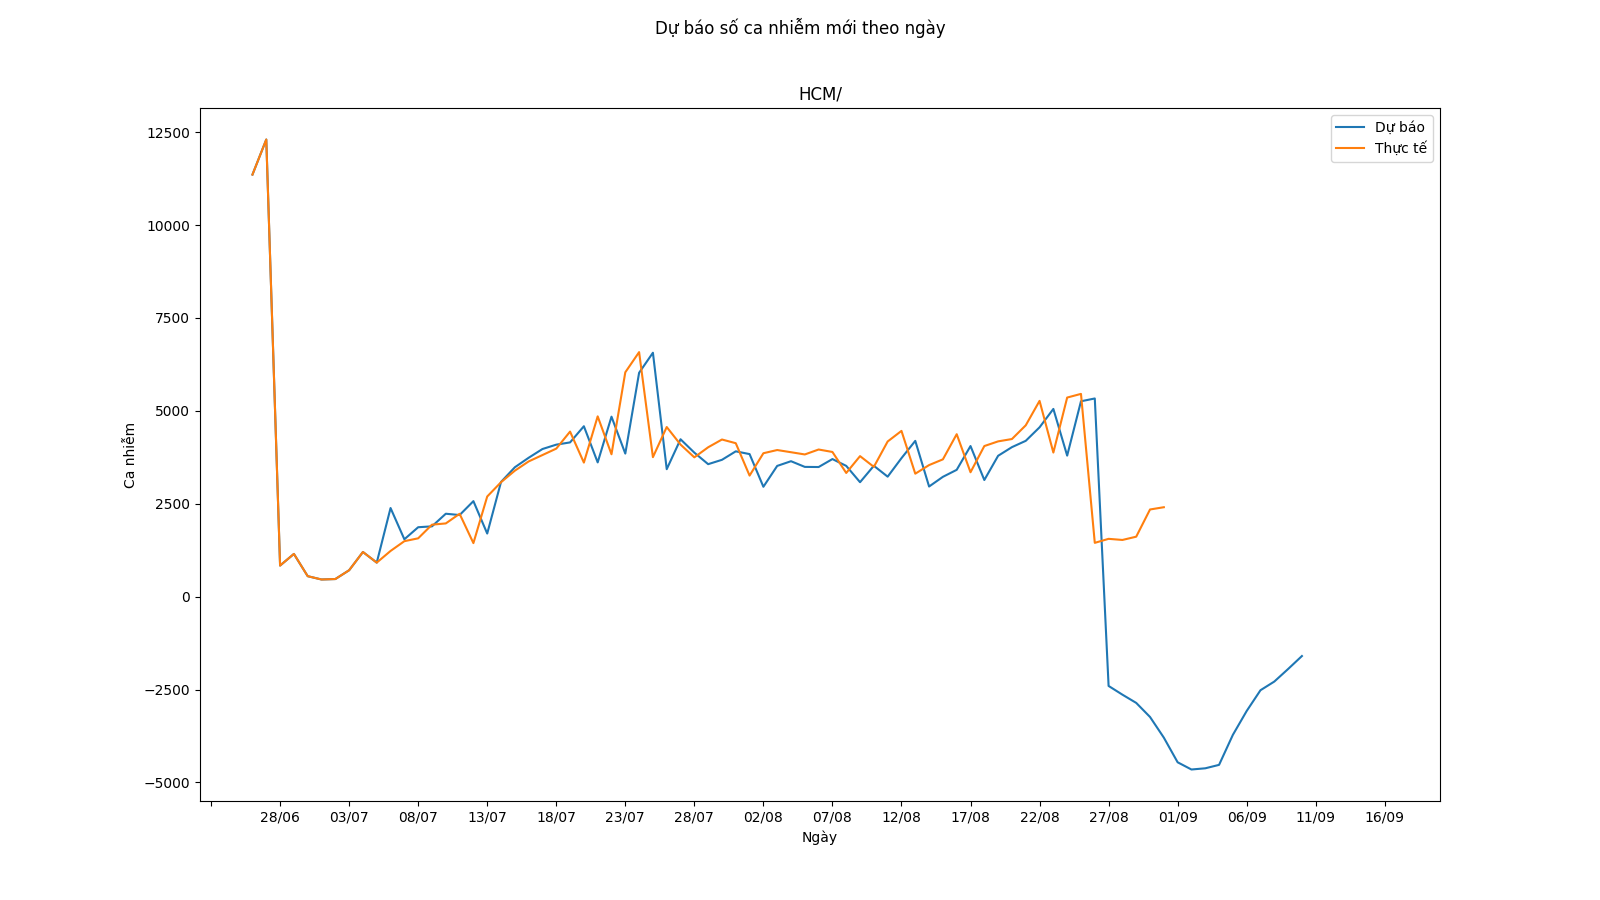 Dự báo số ca nhiễm mới theo ngày
HCM/
Dự báo
Thực tế
12500
10000
7500
5000
2500
0
−2500
−5000
Ca nhiễm
28/06 03/07 08/07 13/07 18/07 23/07 28/07 02/08 07/08 12/08 17/08 22/08 27/08 01/09 06/09 11/09 16/09
Ngày